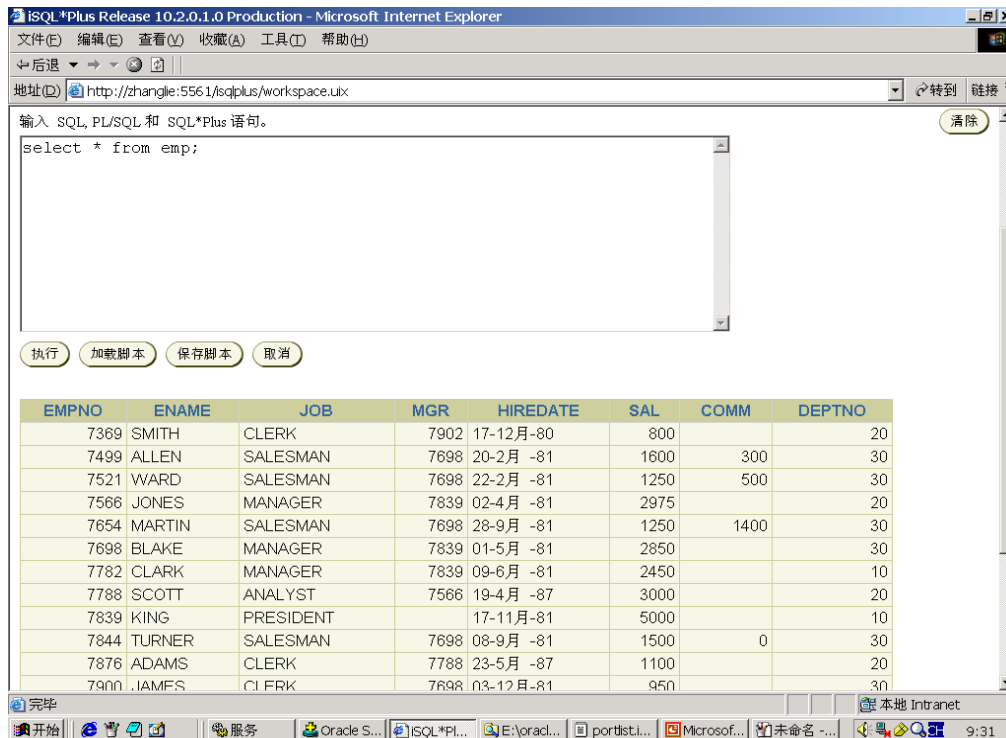 iSQL*Plus Release 10.2.0.1.0 Production - Microsoft Internet Explorer
文件(F) 编辑(E) 查看(V) 收藏(A) 工具(T) 帮助(H)
后退
地址(D) http://zhanglie:5561/isqlplus/workspace.uix 转到 链接
输入 SQL, PL/SQL 和 SQL*Plus 语句。 清除
select * from emp;
执行 加载脚本 保存脚本 取消
EMPNO ENAME JOB MGR HIREDATE SAL COMM DEPTNO
7369 SMITH CLERK 7902 17-12月-80 800 20
7499 ALLEN SALESMAN 7698 20-2月 -81 1600 300 30
7521 WARD SALESMAN 7698 22-2月 -81 1250 500 30
7566 JONES MANAGER 7839 02-4月 -81 2975 20
7654 MARTIN SALESMAN 7698 28-9月 -81 1250 1400 30
7698 BLAKE MANAGER 7839 01-5月 -81 2850 30
7782 CLARK MANAGER 7839 09-6月 -81 2450 10
7788 SCOTT ANALYST 7566 19-4月 -87 3000 20
7839 KING PRESIDENT 17-11月-81 5000 10
7844 TURNER SALESMAN 7698 08-9月 -81 1500 0 30
7876 ADAMS CLERK 7788 23-5月 -87 1100 20
7900 JAMES CLERK 7698 03-12月-81 950 30
完毕 本地 Intranet
开始 服务 Oracle S... iSQL*Pl... E:\oracl... portlist.i... Microsof... 未命名 -... CH 9:31